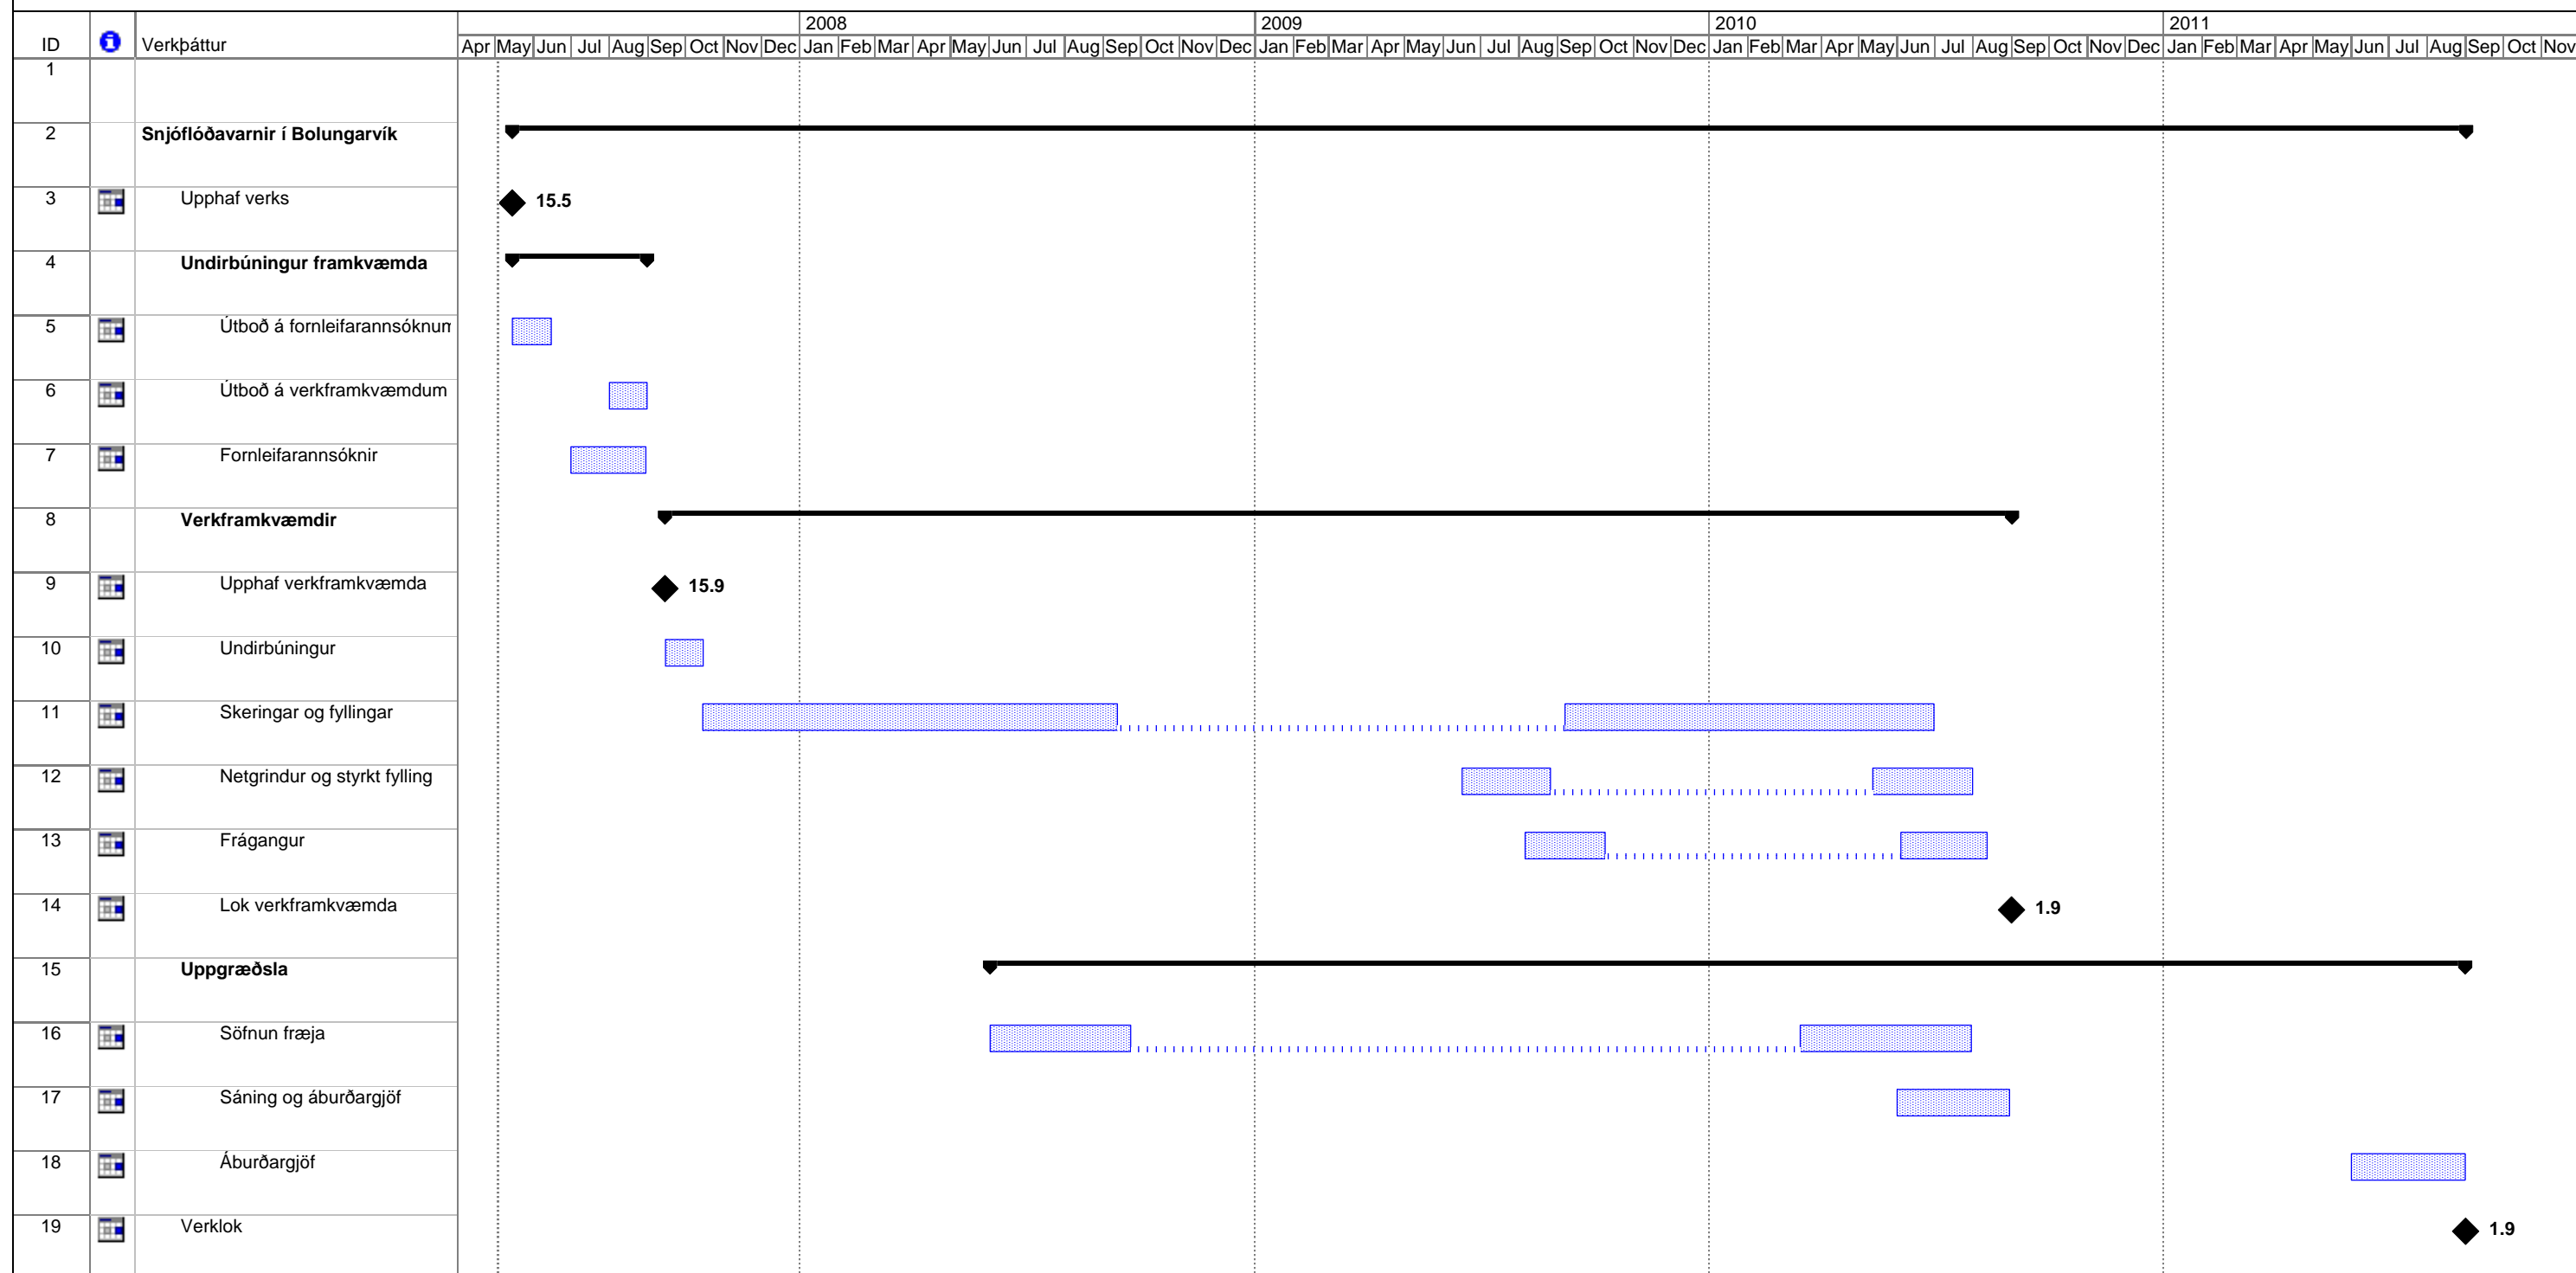 2008 2009 2010 2011
ID Verkþáttur Apr May Jun Jul Aug Sep Oct Nov Dec Jan Feb Mar Apr May Jun Jul Aug Sep Oct Nov Dec Jan Feb Mar Apr May Jun Jul Aug Sep Oct Nov Dec Jan Feb Mar Apr May Jun Jul Aug Sep Oct Nov Dec Jan Feb Mar Apr May Jun Jul Aug Sep Oct Nov
1
2 Snjóflóðavarnir í Bolungarvík
3 Upphaf verks 15.5
4 Undirbúningur framkvæmda
5 Útboð á fornleifarannsóknum
6 Útboð á verkframkvæmdum
7 Fornleifarannsóknir
8 Verkframkvæmdir
9 Upphaf verkframkvæmda 15.9
10 Undirbúningur
11 Skeringar og fyllingar
12 Netgrindur og styrkt fylling
13 Frágangur
14 Lok verkframkvæmda 1.9
15 Uppgræðsla
16 Söfnun fræja
17 Sáning og áburðargjöf
18 Áburðargjöf
19 Verklok 1.9